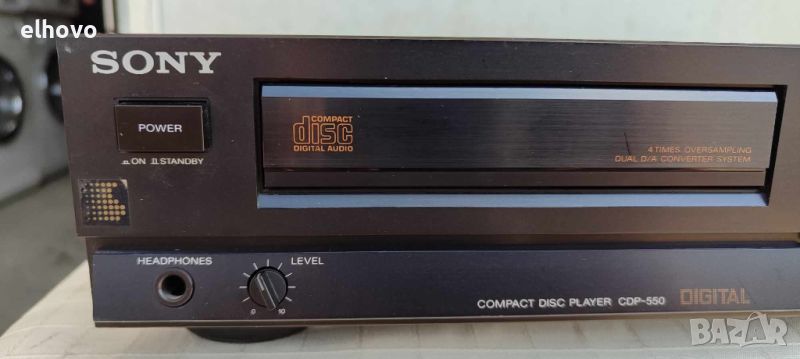 elhovo
SONY
POWER
ON STANDBY
COMPACT
disc
DIGITAL AUDIO
4 TIMES OVERSAMPLING
DUAL D/A CONVERTER SYSTEM
HEADPHONES
LEVEL
0 10
COMPACT DISC PLAYER CDP-550 DIGITAL
BAZAR